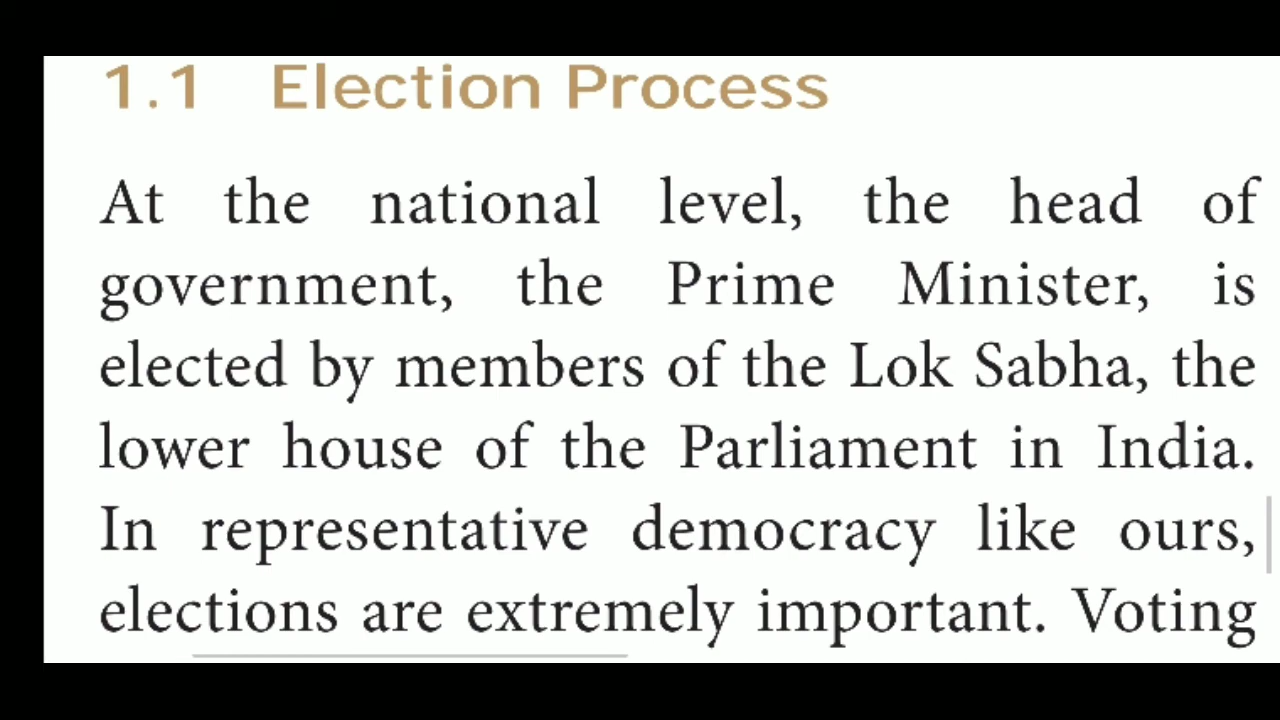 1.1 Election Process
At the national level, the head of
government, the Prime Minister, is
elected by members of the Lok Sabha, the
lower house of the Parliament in India.
In representative democracy like ours,
elections are extremely important. Voting